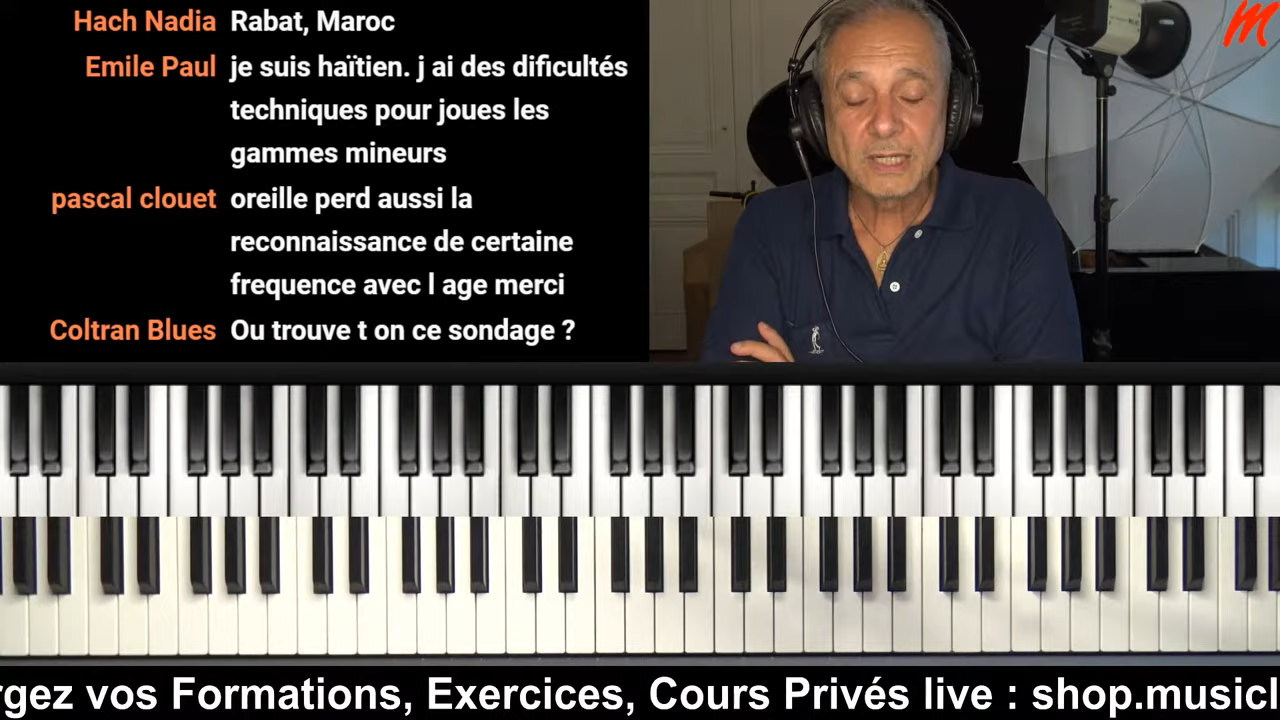 Hach Nadia Rabat, Maroc
Emile Paul je suis haïtien. j ai des dificultés
techniques pour joues les
gammes mineurs
pascal clouet oreille perd aussi la
reconnaissance de certaine
frequence avec l age merci
Coltran Blues Ou trouve t on ce sondage ?
rgez vos Formations, Exercices, Cours Privés live : shop.musicl